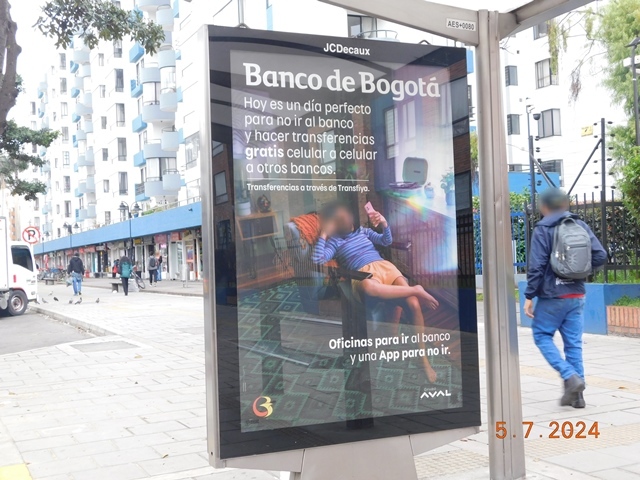 AES+0080
JCDecaux
Banco de Bogotá
Hoy es un día perfecto
para no ir al banco
y hacer transferencias
gratis celular a celular
a otros bancos.
Transferencias a través de Transfiya.
Oficinas para ir al banco
y una App para no ir.
Grupo
AVAL
5.7.2024